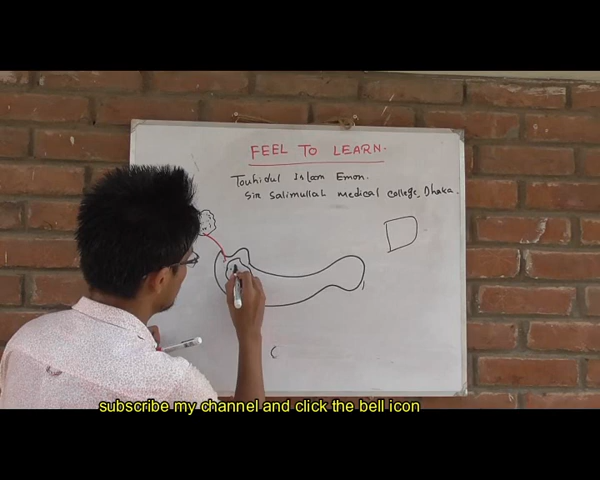 FEEL TO LEARN.
Touhidul Islam Emon.
Sir Salimullah medical college, Dhaka.
subscribe my channel and click the bell icon